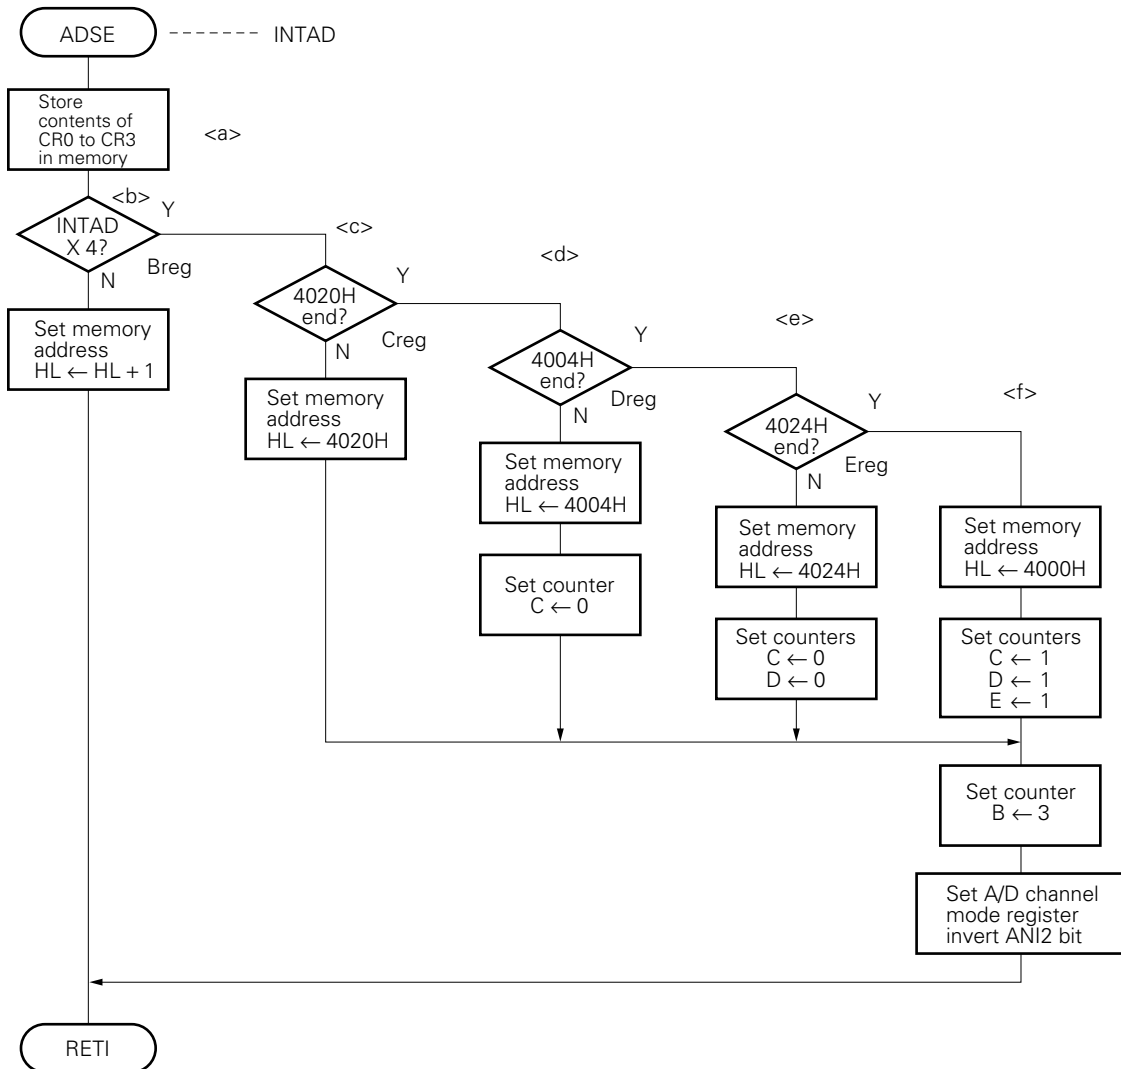 ADSE
INTAD
Store
contents of
CR0 to CR3
in memory
<a>
<b>
Y
INTAD
X 4?
N
Breg
Set memory
address
HL ← HL + 1
<c>
Y
4020H
end?
N
Creg
Set memory
address
HL ← 4020H
<d>
Y
4004H
end?
N
Dreg
Set memory
address
HL ← 4004H
Set counter
C ← 0
<e>
Y
4024H
end?
N
Ereg
Set memory
address
HL ← 4024H
Set counters
C ← 0
D ← 0
<f>
Set memory
address
HL ← 4000H
Set counters
C ← 1
D ← 1
E ← 1
Set counter
B ← 3
Set A/D channel
mode register
invert ANI2 bit
RETI